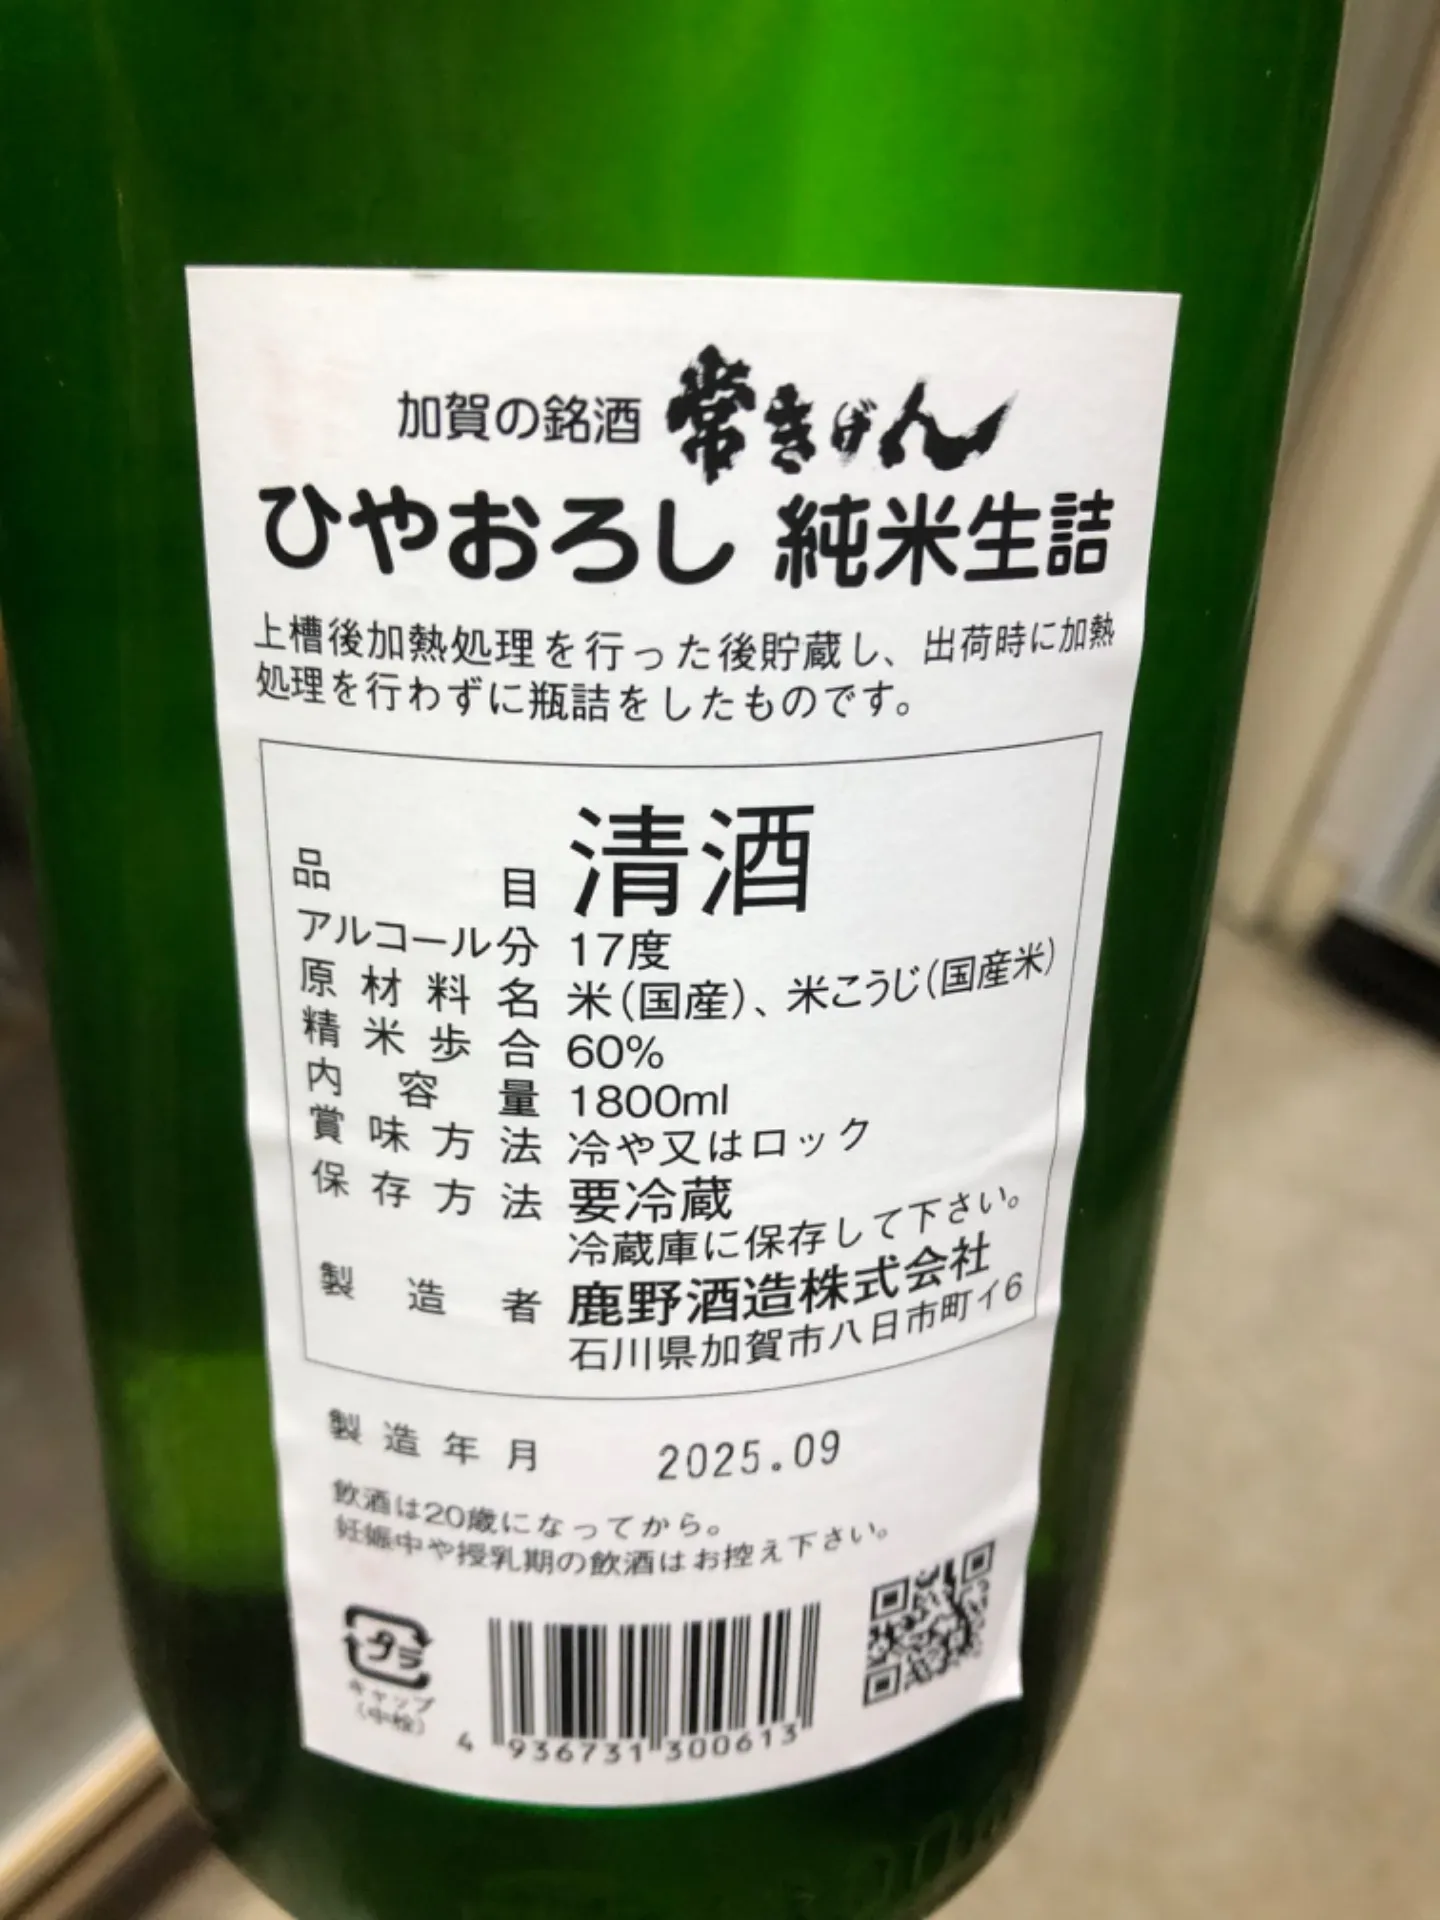 加賀の銘酒 常きげん
ひやおろし 純米生詰
上槽後加熱処理を行った後貯蔵し、出荷時に加熱
処理を行わずに瓶詰をしたものです。
品目 清酒
アルコール分 17度
原材料名 米(国産)、米こうじ(国産米)
精米歩合 60%
内容量 1800ml
賞味方法 冷や又はロック
保存方法 要冷蔵
冷蔵庫に保存して下さい。
製造者 鹿野酒造株式会社
石川県加賀市八日市町イ6
製造年月 2025.09
飲酒は20歳になってから。
妊娠中や授乳期の飲酒はお控え下さい。
プラ
キャップ
(中栓)
4 936731 300613